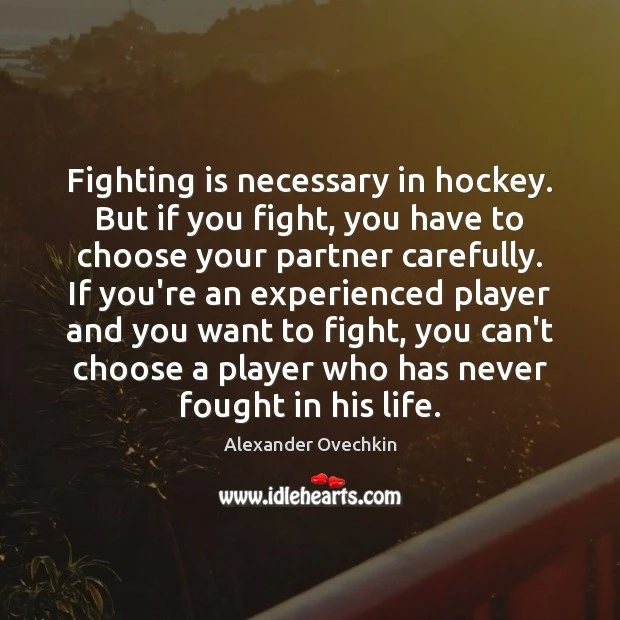 Fighting is necessary in hockey.
But if you fight, you have to
choose your partner carefully.
If you're an experienced player
and you want to fight, you can't
choose a player who has never
fought in his life.
Alexander Ovechkin
www.idlehearts.com